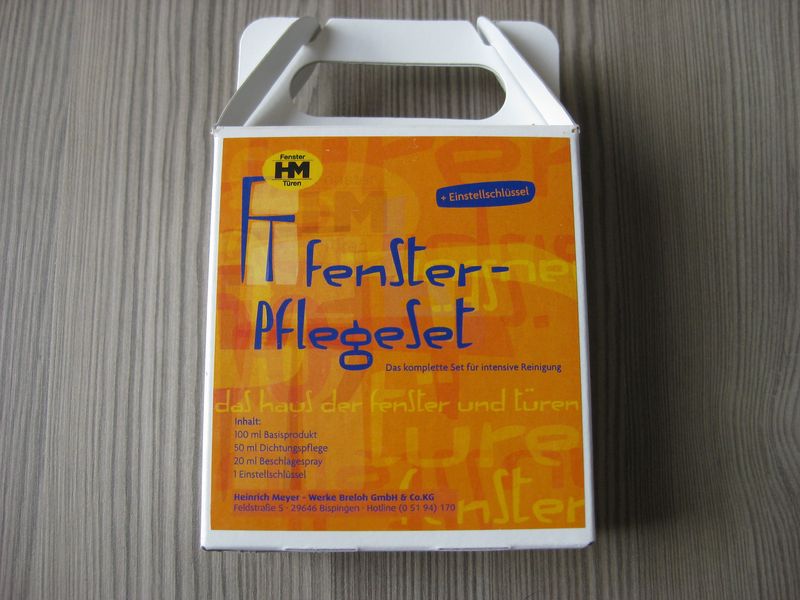 Fenster
HM
Türen
+ Einstellschlüssel
FT
Fenster-
Pflegeset
Das komplette Set für intensive Reinigung
das haus der fenster und türen
Inhalt:
100 ml Basisprodukt
50 ml Dichtungspflege
20 ml Beschlagespray
1 Einstellschlüssel
Heinrich Meyer - Werke Breloh GmbH & Co.KG
Feldstraße 5 · 29646 Bispingen · Hotline (0 51 94) 170
fenster